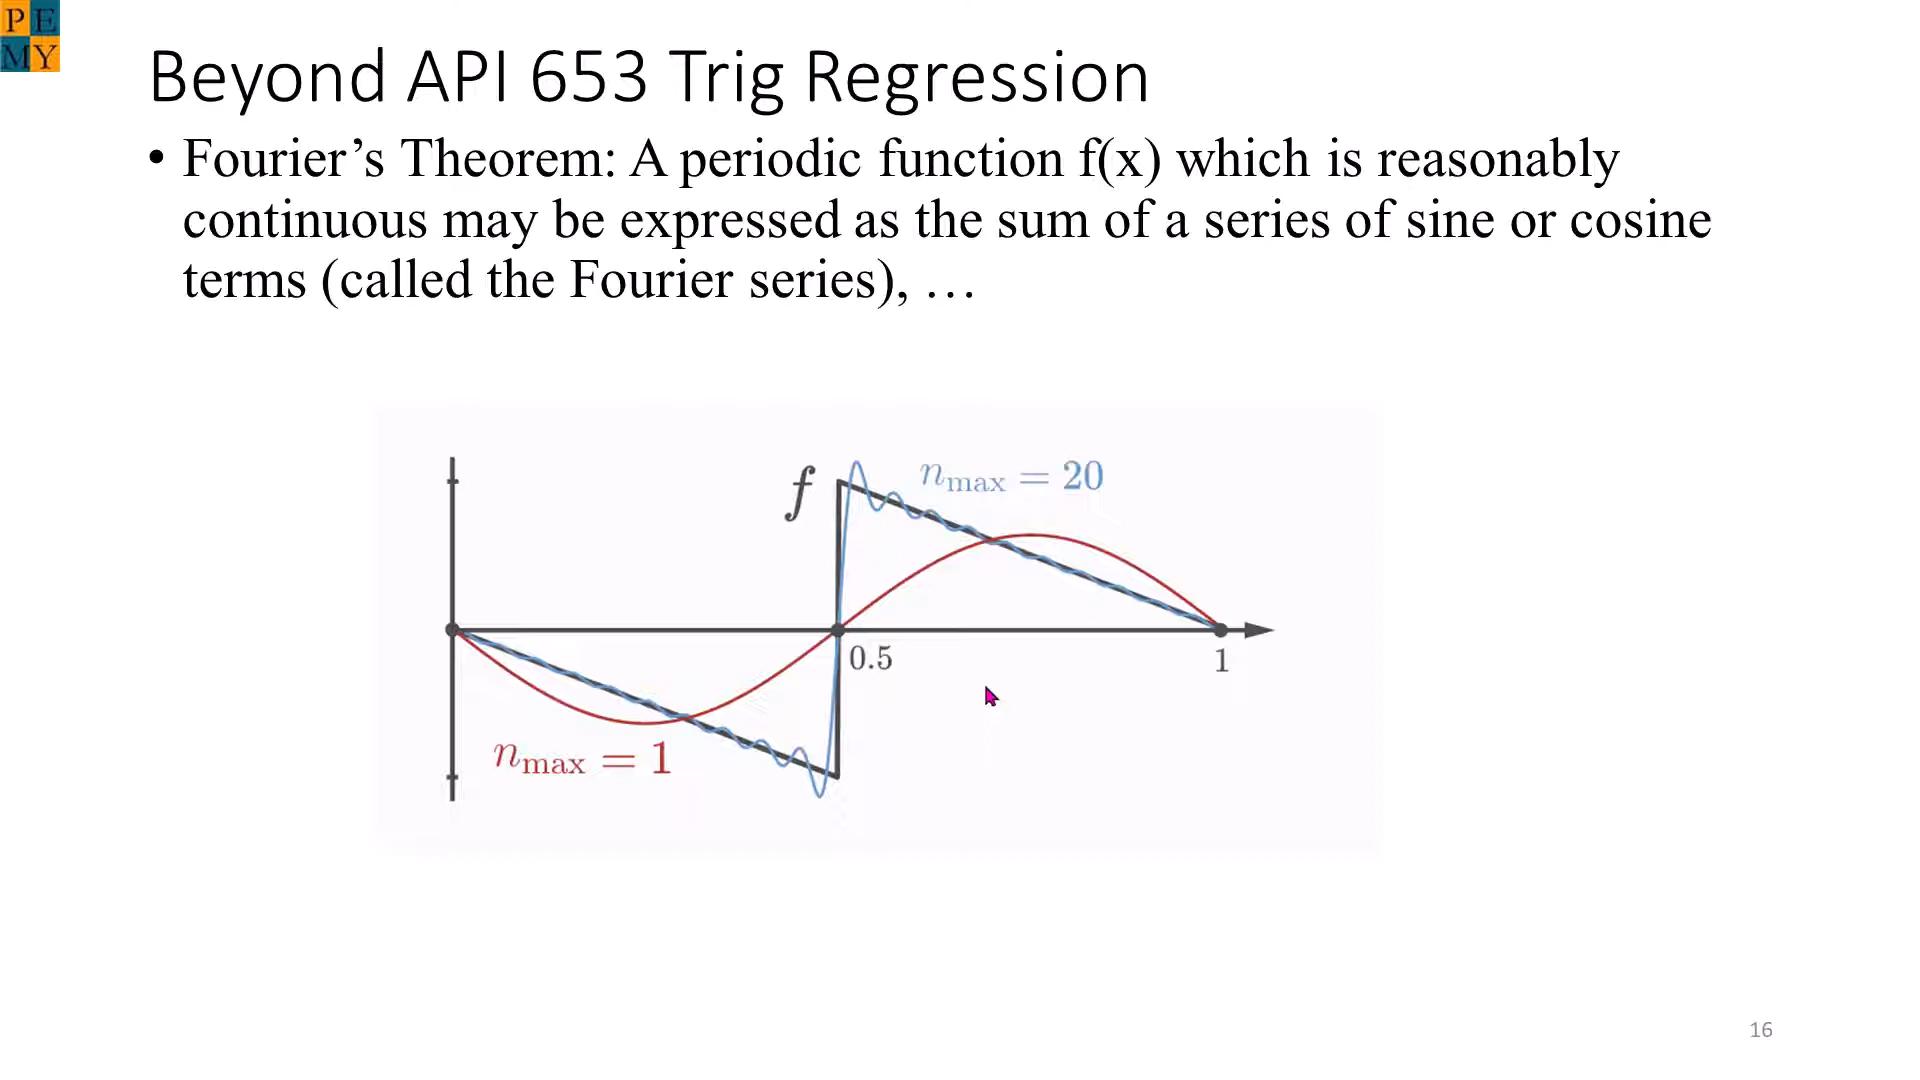 PE
MY
Beyond API 653 Trig Regression
• Fourier’s Theorem: A periodic function f(x) which is reasonably
continuous may be expressed as the sum of a series of sine or cosine
terms (called the Fourier series), …
f
n_max = 20
0.5
1
n_max = 1
16